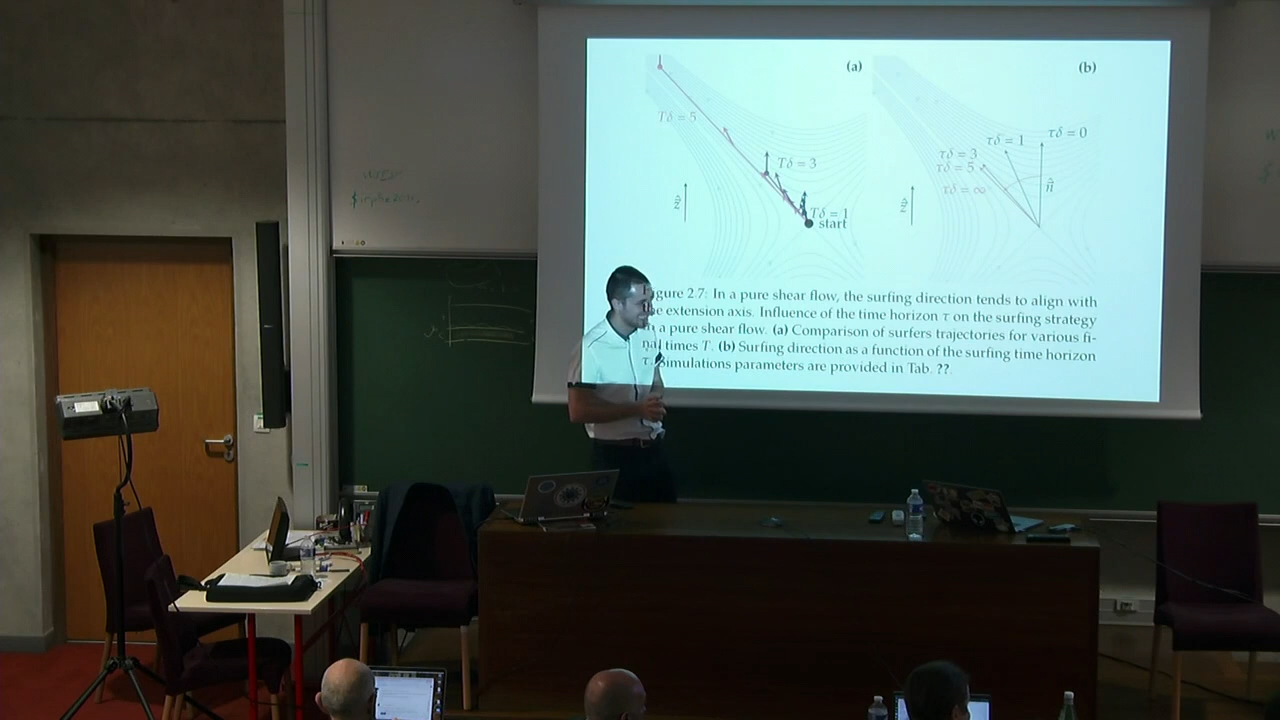 (a)
(b)
Tδ = 5
Tδ = 3
Tδ = 1
start
ẑ
τδ = 0
τδ = 1
τδ = 3
τδ = 5
τδ = ∞
n̂
ẑ
Figure 2.7: In a pure shear flow, the surfing direction tends to align with
the extension axis. Influence of the time horizon τ on the surfing strategy
in a pure shear flow. (a) Comparison of surfers trajectories for various fi-
nal times T. (b) Surfing direction as a function of the surfing time horizon
τ. Simulations parameters are provided in Tab. ??.